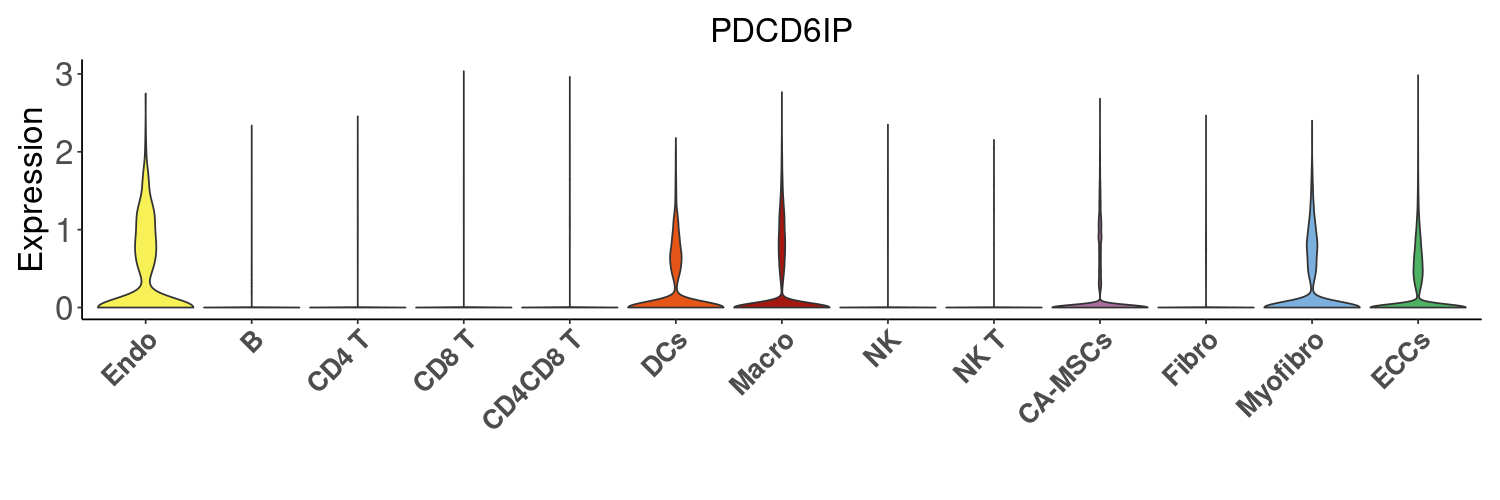 PDCD6IP
Expression
3
2
1
0
Endo
B
CD4 T
CD8 T
CD4CD8 T
DCs
Macro
NK
NK T
CA-MSCs
Fibro
Myofibro
ECCs